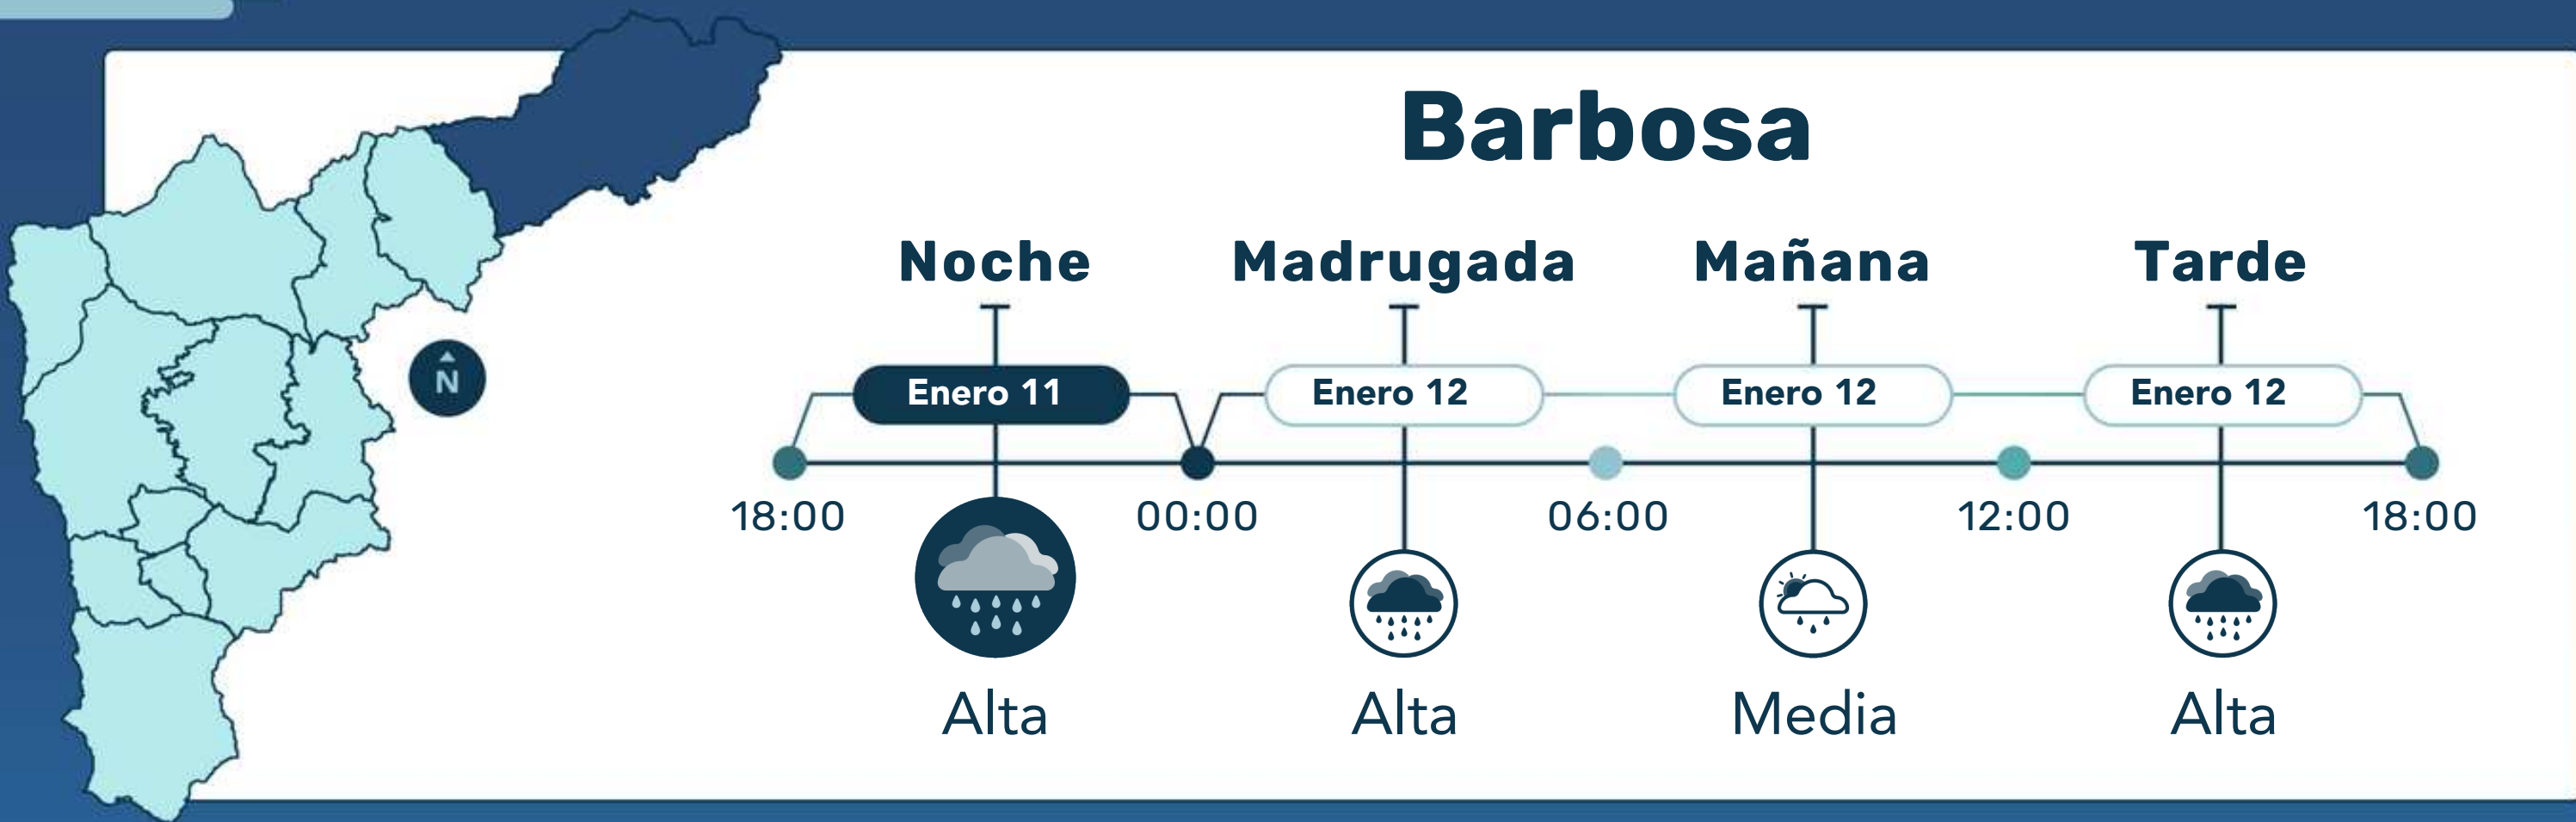 Barbosa
Noche Madrugada Mañana Tarde
N
Enero 11 Enero 12 Enero 12 Enero 12
18:00 00:00 06:00 12:00 18:00
Alta Alta Media Alta